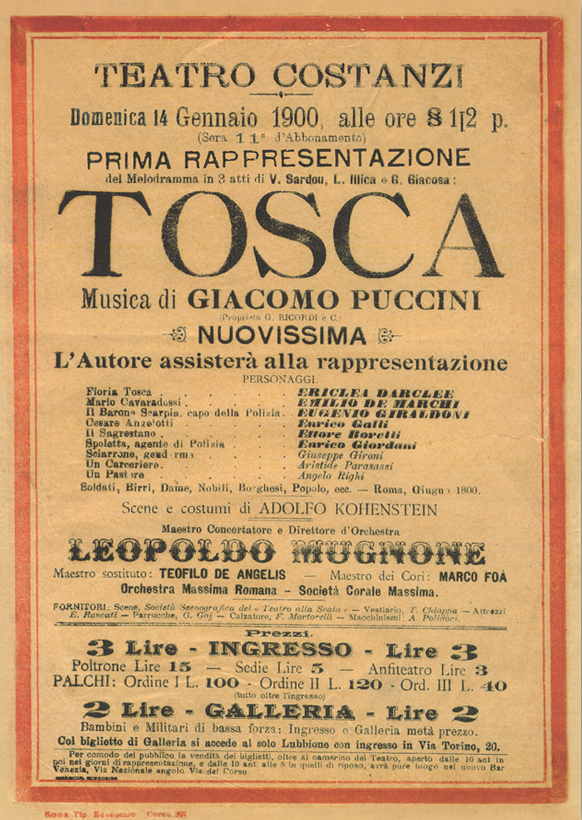 TEATRO COSTANZI
Domenica 14 Gennaio 1900, alle ore 8 1|2 p.
(Sera 11ª d'Abbonamento)
PRIMA RAPPRESENTAZIONE
del Melodramma in 3 atti di V. Sardou, L. Illica e G. Giacosa:
TOSCA
Musica di GIACOMO PUCCINI
(Proprietà G. RICORDI e C.)
NUOVISSIMA
L'Autore assisterà alla rappresentazione
PERSONAGGI.
Floria Tosca . . . . . . ERICLEA DARCLEE
Mario Cavaradossi . . . . . EMILIO DE MARCHI
Il Barone Scarpia, capo della Polizia . EUGENIO GIRALDONI
Cesare Angelotti . . . . . Enrico Galli
Il Sagrestano . . . . . . Ettore Borelli
Spoletta, agente di Polizia . . . Enrico Giordani
Sciarrone, gendarme . . . . Giuseppe Gironi
Un Carceriere . . . . . . Aristide Parasassi
Un Pastore . . . . . . Angelo Righi
Soldati, Birri, Dame, Nobili, Borghesi, Popolo, ecc. — Roma, Giugno 1800.
Scene e costumi di ADOLFO KOHENSTEIN
Maestro Concertatore e Direttore d'Orchestra
LEOPOLDO MUGNONE
Maestro sostituto: TEOFILO DE ANGELIS — Maestro dei Cori: MARCO FOÀ
Orchestra Massima Romana - Società Corale Massima.
FORNITORI: Scene, Società Scenografica del «Teatro alla Scala» — Vestiario, T. Chiappa — Attrezzi
E. Rancati — Parrucche, G. Gnj — Calzature, F. Martorelli — Macchinismi A. Polidori.
Prezzi.
3 Lire - INGRESSO - Lire 3
Poltrone Lire 15 — Sedie Lire 5 — Anfiteatro Lire 3
PALCHI: Ordine I L. 100 - Ordine II L. 120 - Ord. III L. 40
(tutto oltre l'ingresso)
2 Lire - GALLERIA - Lire 2
Bambini e Militari di bassa forza: Ingresso e Galleria metá prezzo.
Col biglietto di Galleria si accede al solo Lubbione con ingresso in Via Torino, 20.
Per comodo del pubblico la vendita dei biglietti, oltre al camerino del Teatro, aperto dalle 10 ant in
poi nei giorni di rappresentazione, e dalle 10 ant. alle 5 in quelli di riposo, avrà pure luogo nel nuovo Bar
Venezia, Via Nazionale angolo Via del Corso
Roma Tip. Economic Corso